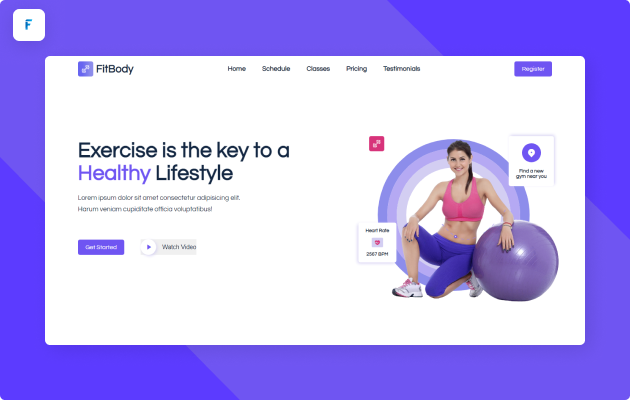 F
FitBody
Home Schedule Classes Pricing Testimonials
Register
Exercise is the key to a
Healthy Lifestyle
Lorem ipsum dolor sit amet consectetur adipisicing elit.
Harum veniam cupiditate officia voluptatibus!
Get Started
Watch Video
Find a new
gym near you
Heart Rate
2567 BPM